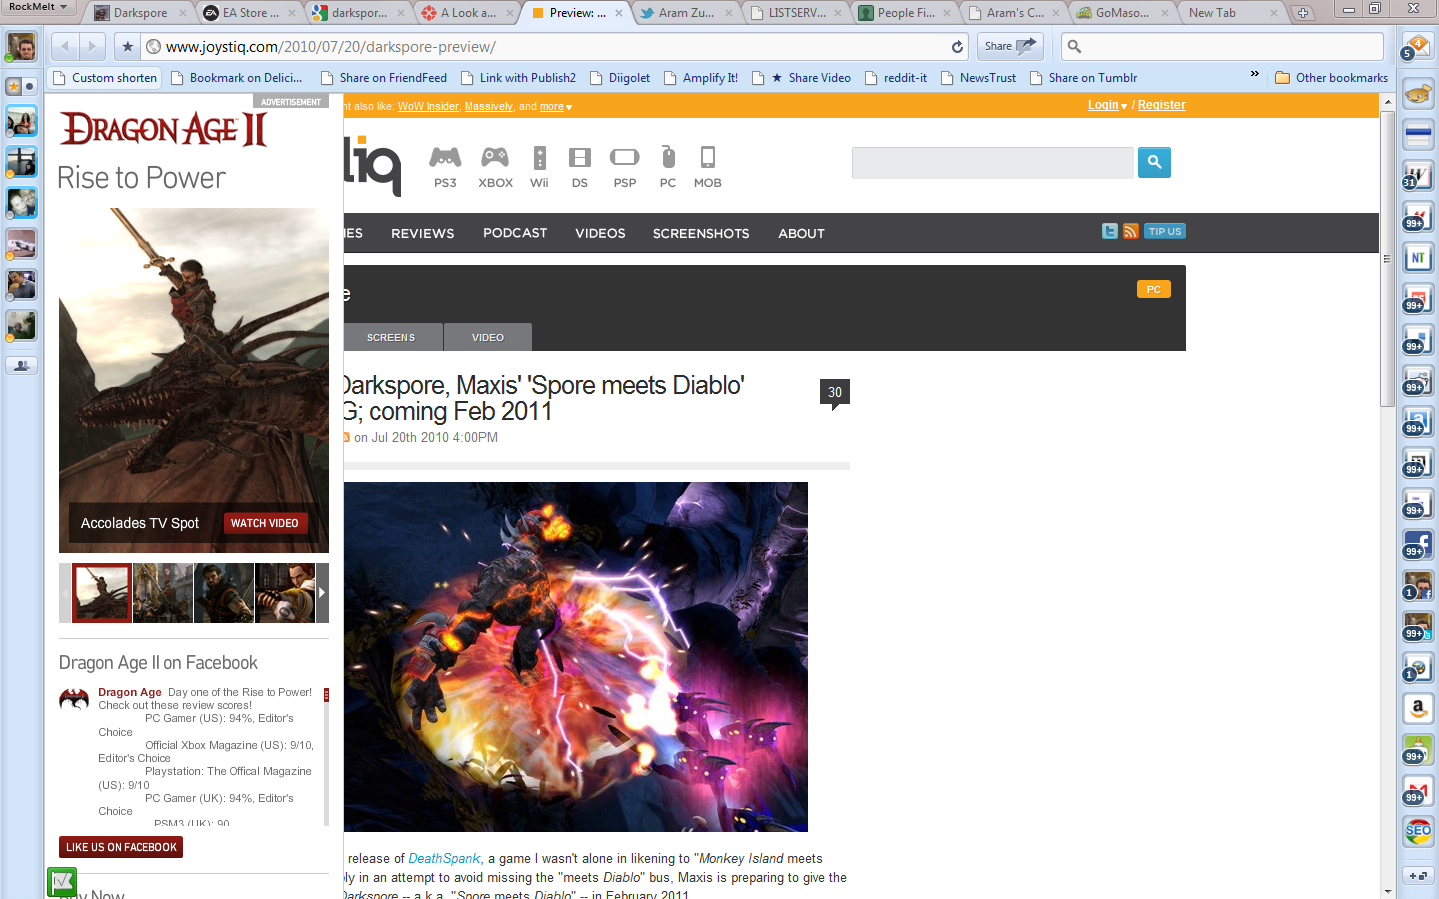 RockMelt
Darkspore
EA Store ...
darkspor...
A Look a...
Preview: ...
Aram Zu...
LISTSERV...
People Fi...
Aram's C...
GoMaso...
New Tab
www.joystiq.com/2010/07/20/darkspore-preview/
Share
4
5
Custom shorten
Bookmark on Delici...
Share on FriendFeed
Link with Publish2
Diigolet
Amplify It!
★ Share Video
reddit-it
NewsTrust
Share on Tumblr
»
Other bookmarks
ADVERTISEMENT
DRAGON AGE II
Rise to Power
Accolades TV Spot
WATCH VIDEO
Dragon Age II on Facebook
Dragon Age Day one of the Rise to Power!
Check out these review scores!
PC Gamer (US): 94%, Editor's
Choice
Official Xbox Magazine (US): 9/10,
Editor's Choice
Playstation: The Offical Magazine
(US): 9/10
PC Gamer (UK): 94%, Editor's
Choice
PSM3 (UK): 90
LIKE US ON FACEBOOK
Buy Now
nt also like: WoW Insider, Massively, and more
Login / Register
tiq
PS3
XBOX
Wii
DS
PSP
PC
MOB
IES
REVIEWS
PODCAST
VIDEOS
SCREENSHOTS
ABOUT
TIP US
e
PC
SCREENS
VIDEO
Darkspore, Maxis' 'Spore meets Diablo'
G; coming Feb 2011
30
on Jul 20th 2010 4:00PM
release of DeathSpank, a game I wasn't alone in likening to "Monkey Island meets
bly in an attempt to avoid missing the "meets Diablo" bus, Maxis is preparing to give the
Darkspore -- a.k.a. "Spore meets Diablo" -- in February 2011.
31
99+
NT
99+
99+
99+
99+
99+
99+
99+
1
99+
1
99+
99+
SEO